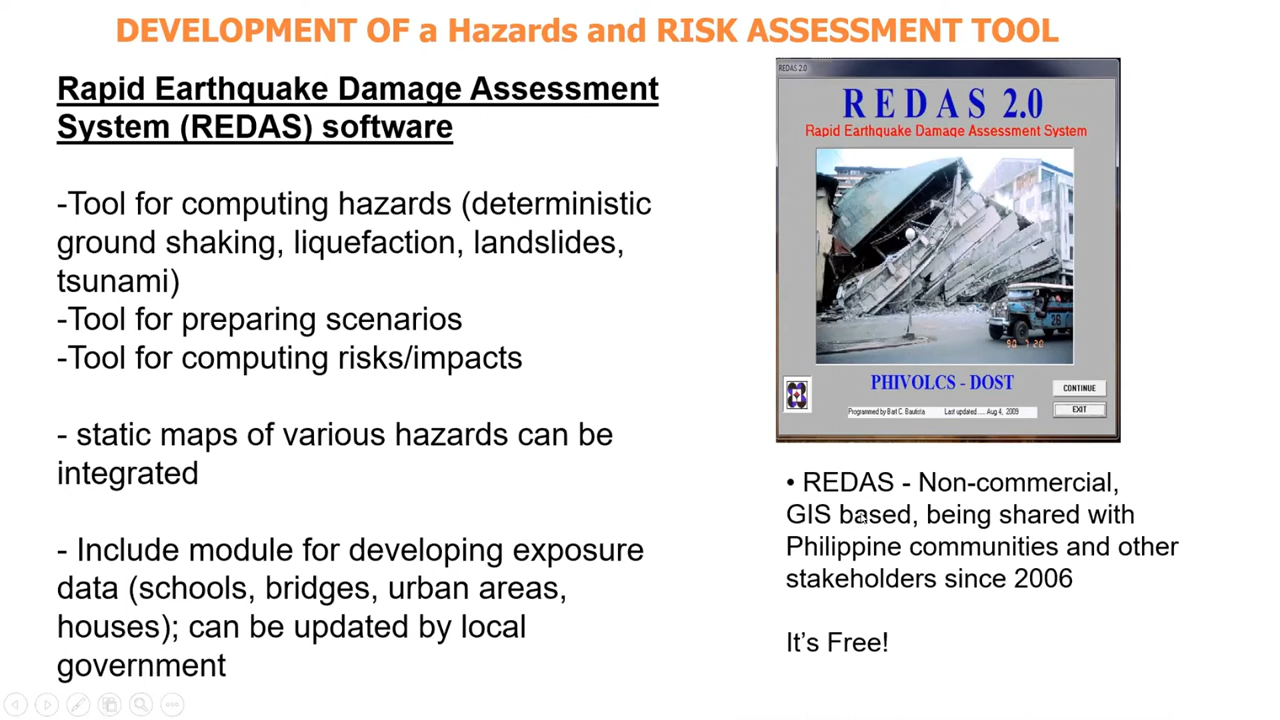 DEVELOPMENT OF a Hazards and RISK ASSESSMENT TOOL
Rapid Earthquake Damage Assessment
System (REDAS) software
-Tool for computing hazards (deterministic
ground shaking, liquefaction, landslides,
tsunami)
-Tool for preparing scenarios
-Tool for computing risks/impacts
- static maps of various hazards can be
integrated
- Include module for developing exposure
data (schools, bridges, urban areas,
houses); can be updated by local
government
REDAS 2.0
R E D A S 2.0
Rapid Earthquake Damage Assessment System
90 7 20
PHIVOLCS - DOST
CONTINUE
Programmed by Bart C. Bautista Last updated..... Aug 4, 2009
EXIT
• REDAS - Non-commercial,
GIS based, being shared with
Philippine communities and other
stakeholders since 2006
It's Free!